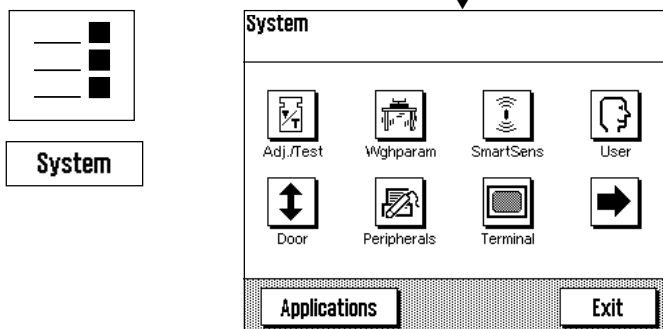 System
System
Adj./Test
Wghparam
SmartSens
User
Door
Peripherals
Terminal
Applications
Exit